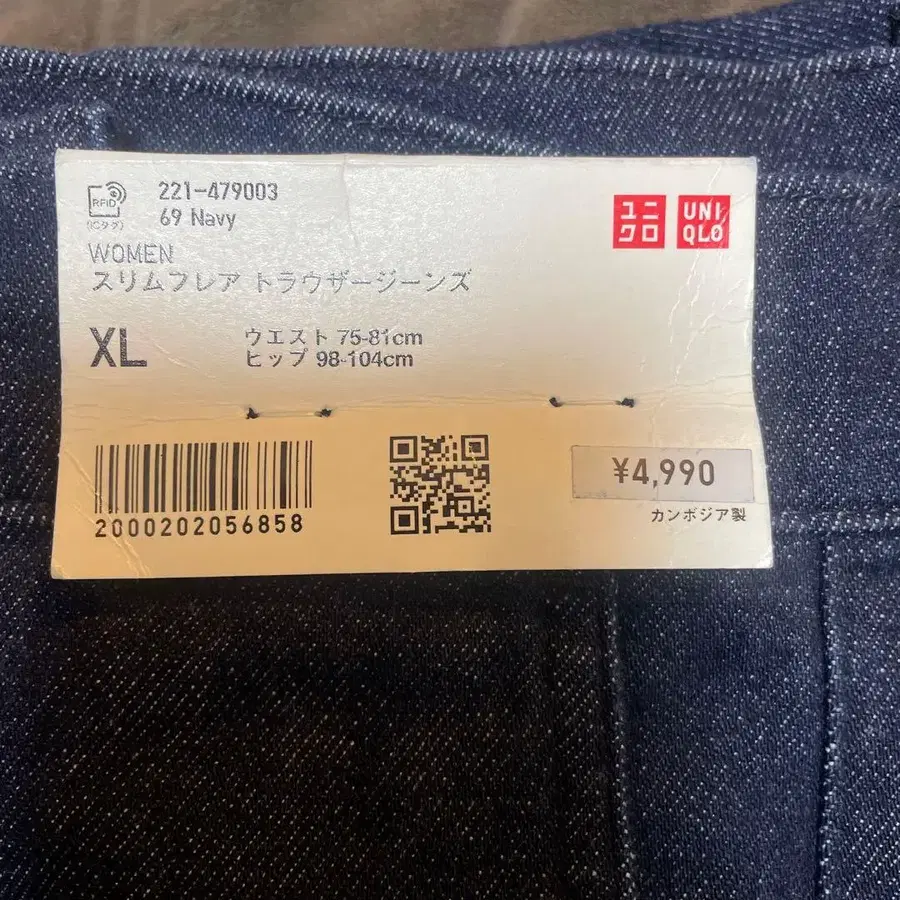 RFID
(ICタグ)
221-479003
69 Navy
WOMEN
スリムフレア トラウザージーンズ
XL
ウエスト 75-81cm
ヒップ 98-104cm
ユニ
クロ
UNI
QLO
2000202056858
¥4,990
カンボジア製